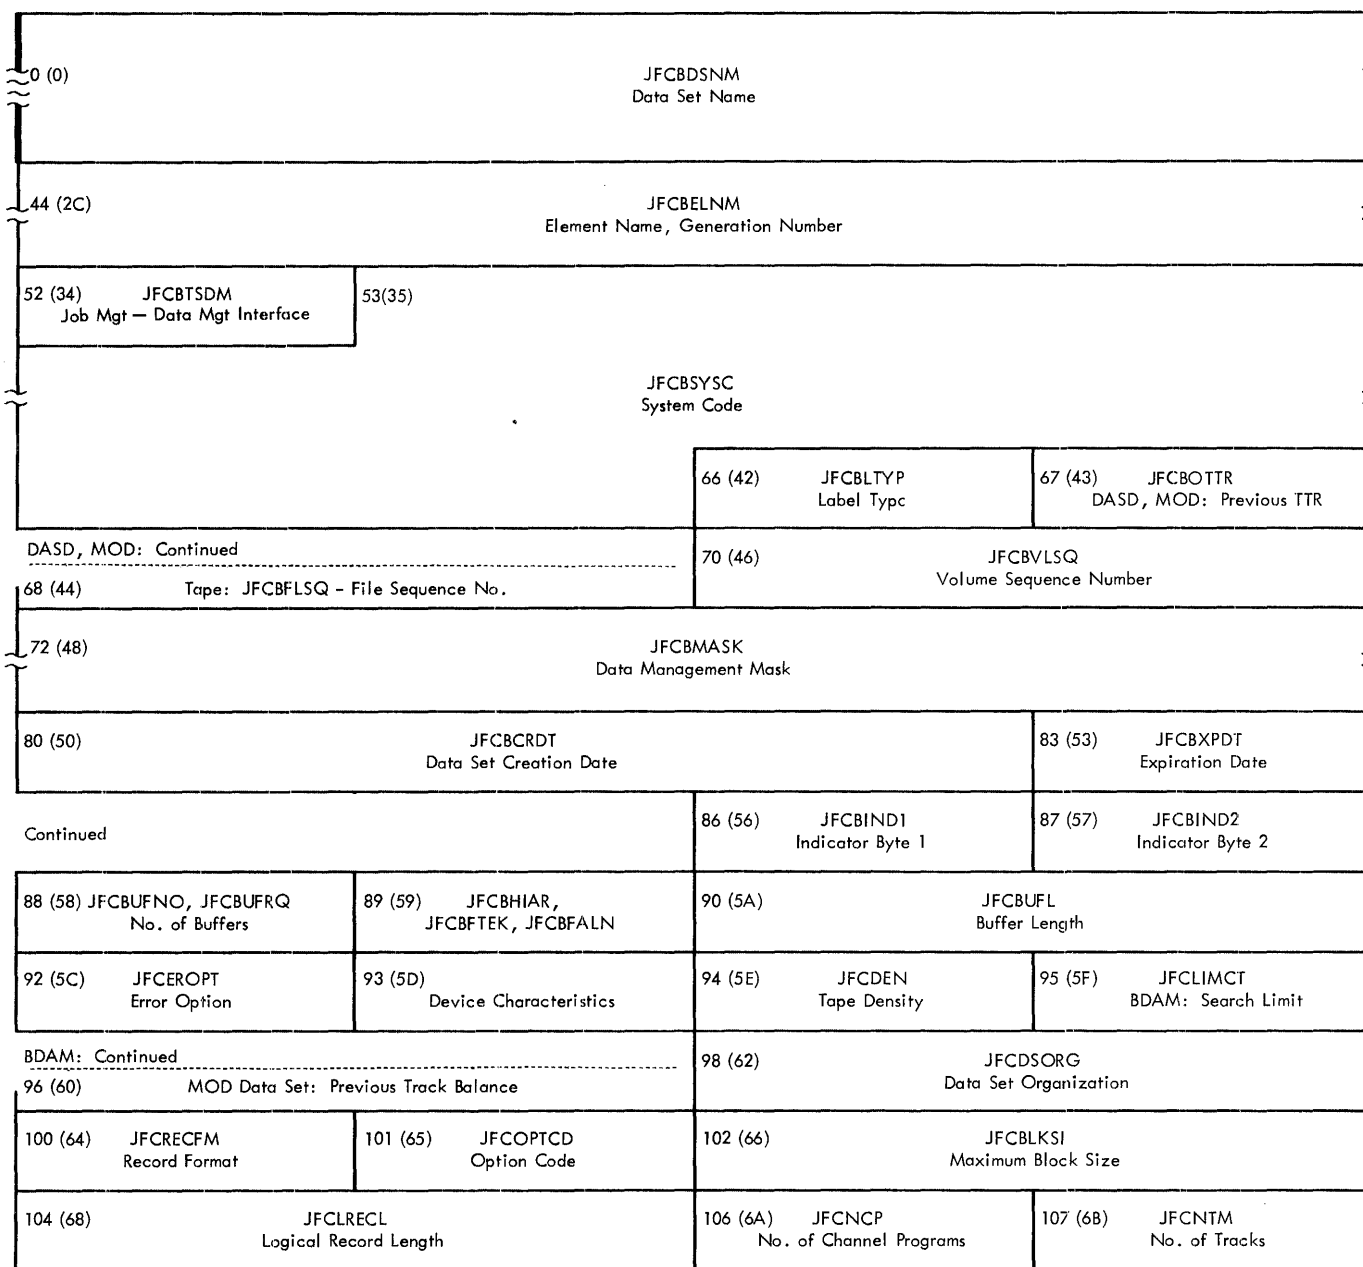 0 (0)
JFCBDSNM
Data Set Name
44 (2C)
JFCBELNM
Element Name, Generation Number
52 (34) JFCBTSDM
Job Mgt — Data Mgt Interface
53(35)
JFCBSYSC
System Code
66 (42) JFCBLTYP
Label Type
67 (43) JFCBOTTR
DASD, MOD: Previous TTR
DASD, MOD: Continued
68 (44) Tape: JFCBFLSQ - File Sequence No.
70 (46) JFCBVLSQ
Volume Sequence Number
72 (48) JFCBMASK
Data Management Mask
80 (50) JFCBCRDT
Data Set Creation Date
83 (53) JFCBXPDT
Expiration Date
Continued
86 (56) JFCBIND1
Indicator Byte 1
87 (57) JFCBIND2
Indicator Byte 2
88 (58) JFCBUFNO, JFCBUFRQ
No. of Buffers
89 (59) JFCBHIAR,
JFCBFTEK, JFCBFALN
90 (5A) JFCBUFL
Buffer Length
92 (5C) JFCEROPT
Error Option
93 (5D)
Device Characteristics
94 (5E) JFCDEN
Tape Density
95 (5F) JFCLIMCT
BDAM: Search Limit
BDAM: Continued
96 (60) MOD Data Set: Previous Track Balance
98 (62) JFCDSORG
Data Set Organization
100 (64) JFCRECFM
Record Format
101 (65) JFCOPTCD
Option Code
102 (66) JFCBLKSI
Maximum Block Size
104 (68) JFCLRECL
Logical Record Length
106 (6A) JFCNCP
No. of Channel Programs
107 (6B) JFCNTM
No. of Tracks